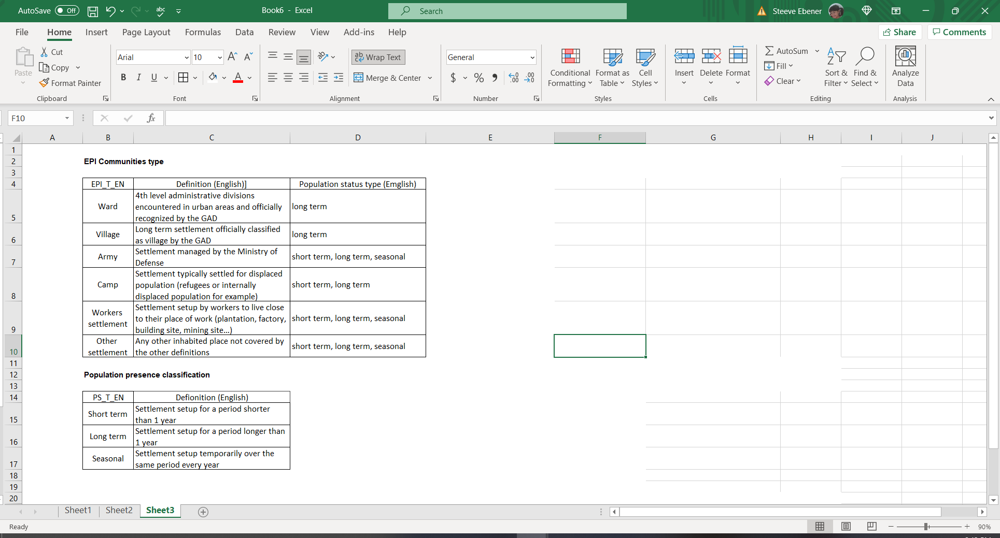 AutoSave Off abc Book6 - Excel Search Steeve Ebener
File Home Insert Page Layout Formulas Data Review View Add-ins Help Share Comments
Paste Cut Copy Format Painter
Clipboard
Arial 10 A A
B I U A
Font
ab Wrap Text
Merge & Center
Alignment
General
$ % 9 .00 .00
Number
Conditional Formatting Format as Table Cell Styles
Styles
Insert Delete Format
Cells
AutoSum Fill Clear Sort & Filter Find & Select
Editing
Analyze Data
Analysis
F10 fx
A B C D E F G H I J
1
2 EPI Communities type
3
4 EPI_T_EN Definition (English)] Population status type (Emglish)
4th level administrative divisions
Ward encountered in urban areas and officially long term
5 recognized by the GAD
Village Long term settlement officially classified long term
6 as village by the GAD
Army Settlement managed by the Ministry of short term, long term, seasonal
7 Defense
Settlement typically settled for displaced
Camp population (refugees or internally short term, long term
8 displaced population for example)
Workers Settlement setup by workers to live close
settlement to their place of work (plantation, factory, short term, long term, seasonal
9 building site, mining site...)
Other Any other inhabited place not covered by short term, long term, seasonal
10 settlement the other definitions
11
12 Population presence classification
13
14 PS_T_EN Defionition (English)
Short term Settlement setup for a period shorter
15 than 1 year
Long term Settlement setup for a period longer than
16 1 year
Seasonal Settlement setup temporarily over the
17 same period every year
18
19
20
Sheet1 Sheet2 Sheet3
Ready 90%